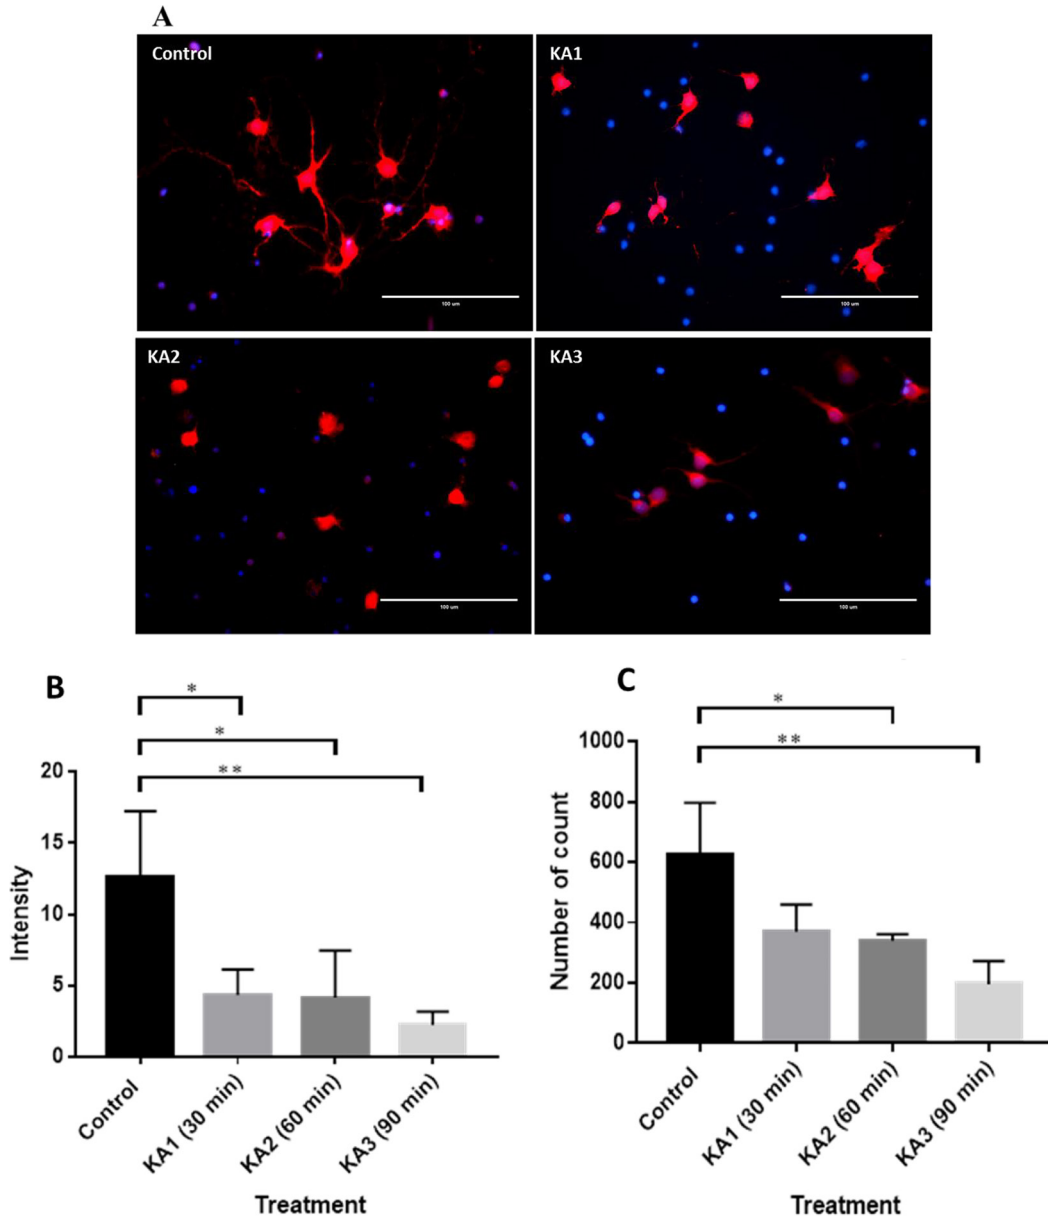 A
Control
KA1
100 um
100 um
KA2
KA3
100 um
100 um
B
*
*
**
20
15
10
5
0
Intensity
Control
KA1 (30 min)
KA2 (60 min)
KA3 (90 min)
Treatment
C
*
**
1000
800
600
400
200
0
Number of count
Control
KA1 (30 min)
KA2 (60 min)
KA3 (90 min)
Treatment